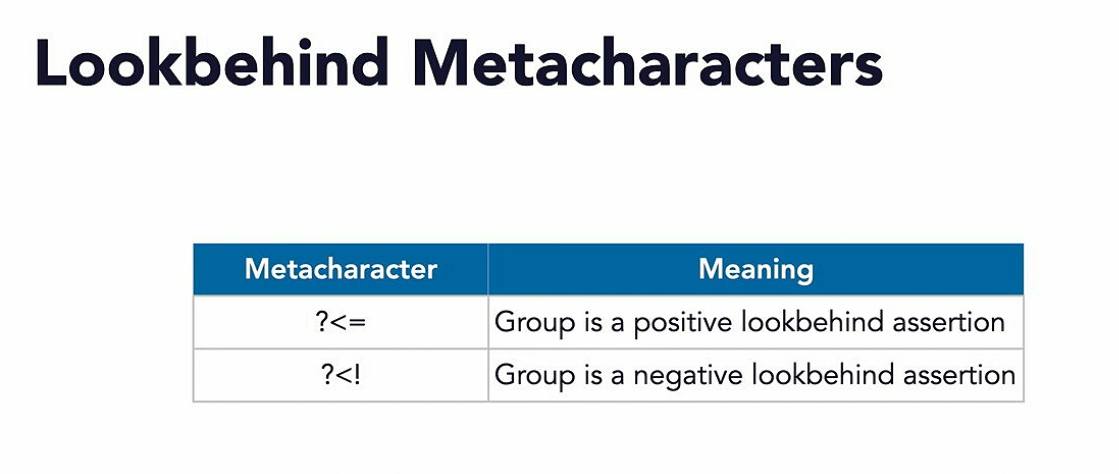 Lookbehind Metacharacters
Metacharacter Meaning
?<= Group is a positive lookbehind assertion
?<! Group is a negative lookbehind assertion